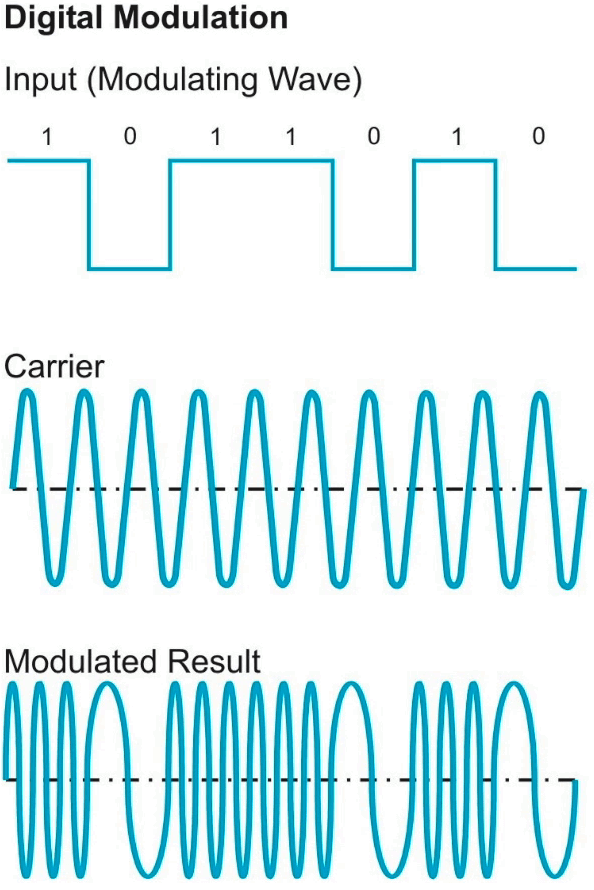 Digital Modulation
Input (Modulating Wave)
1 0 1 1 0 1 0
Carrier
Modulated Result